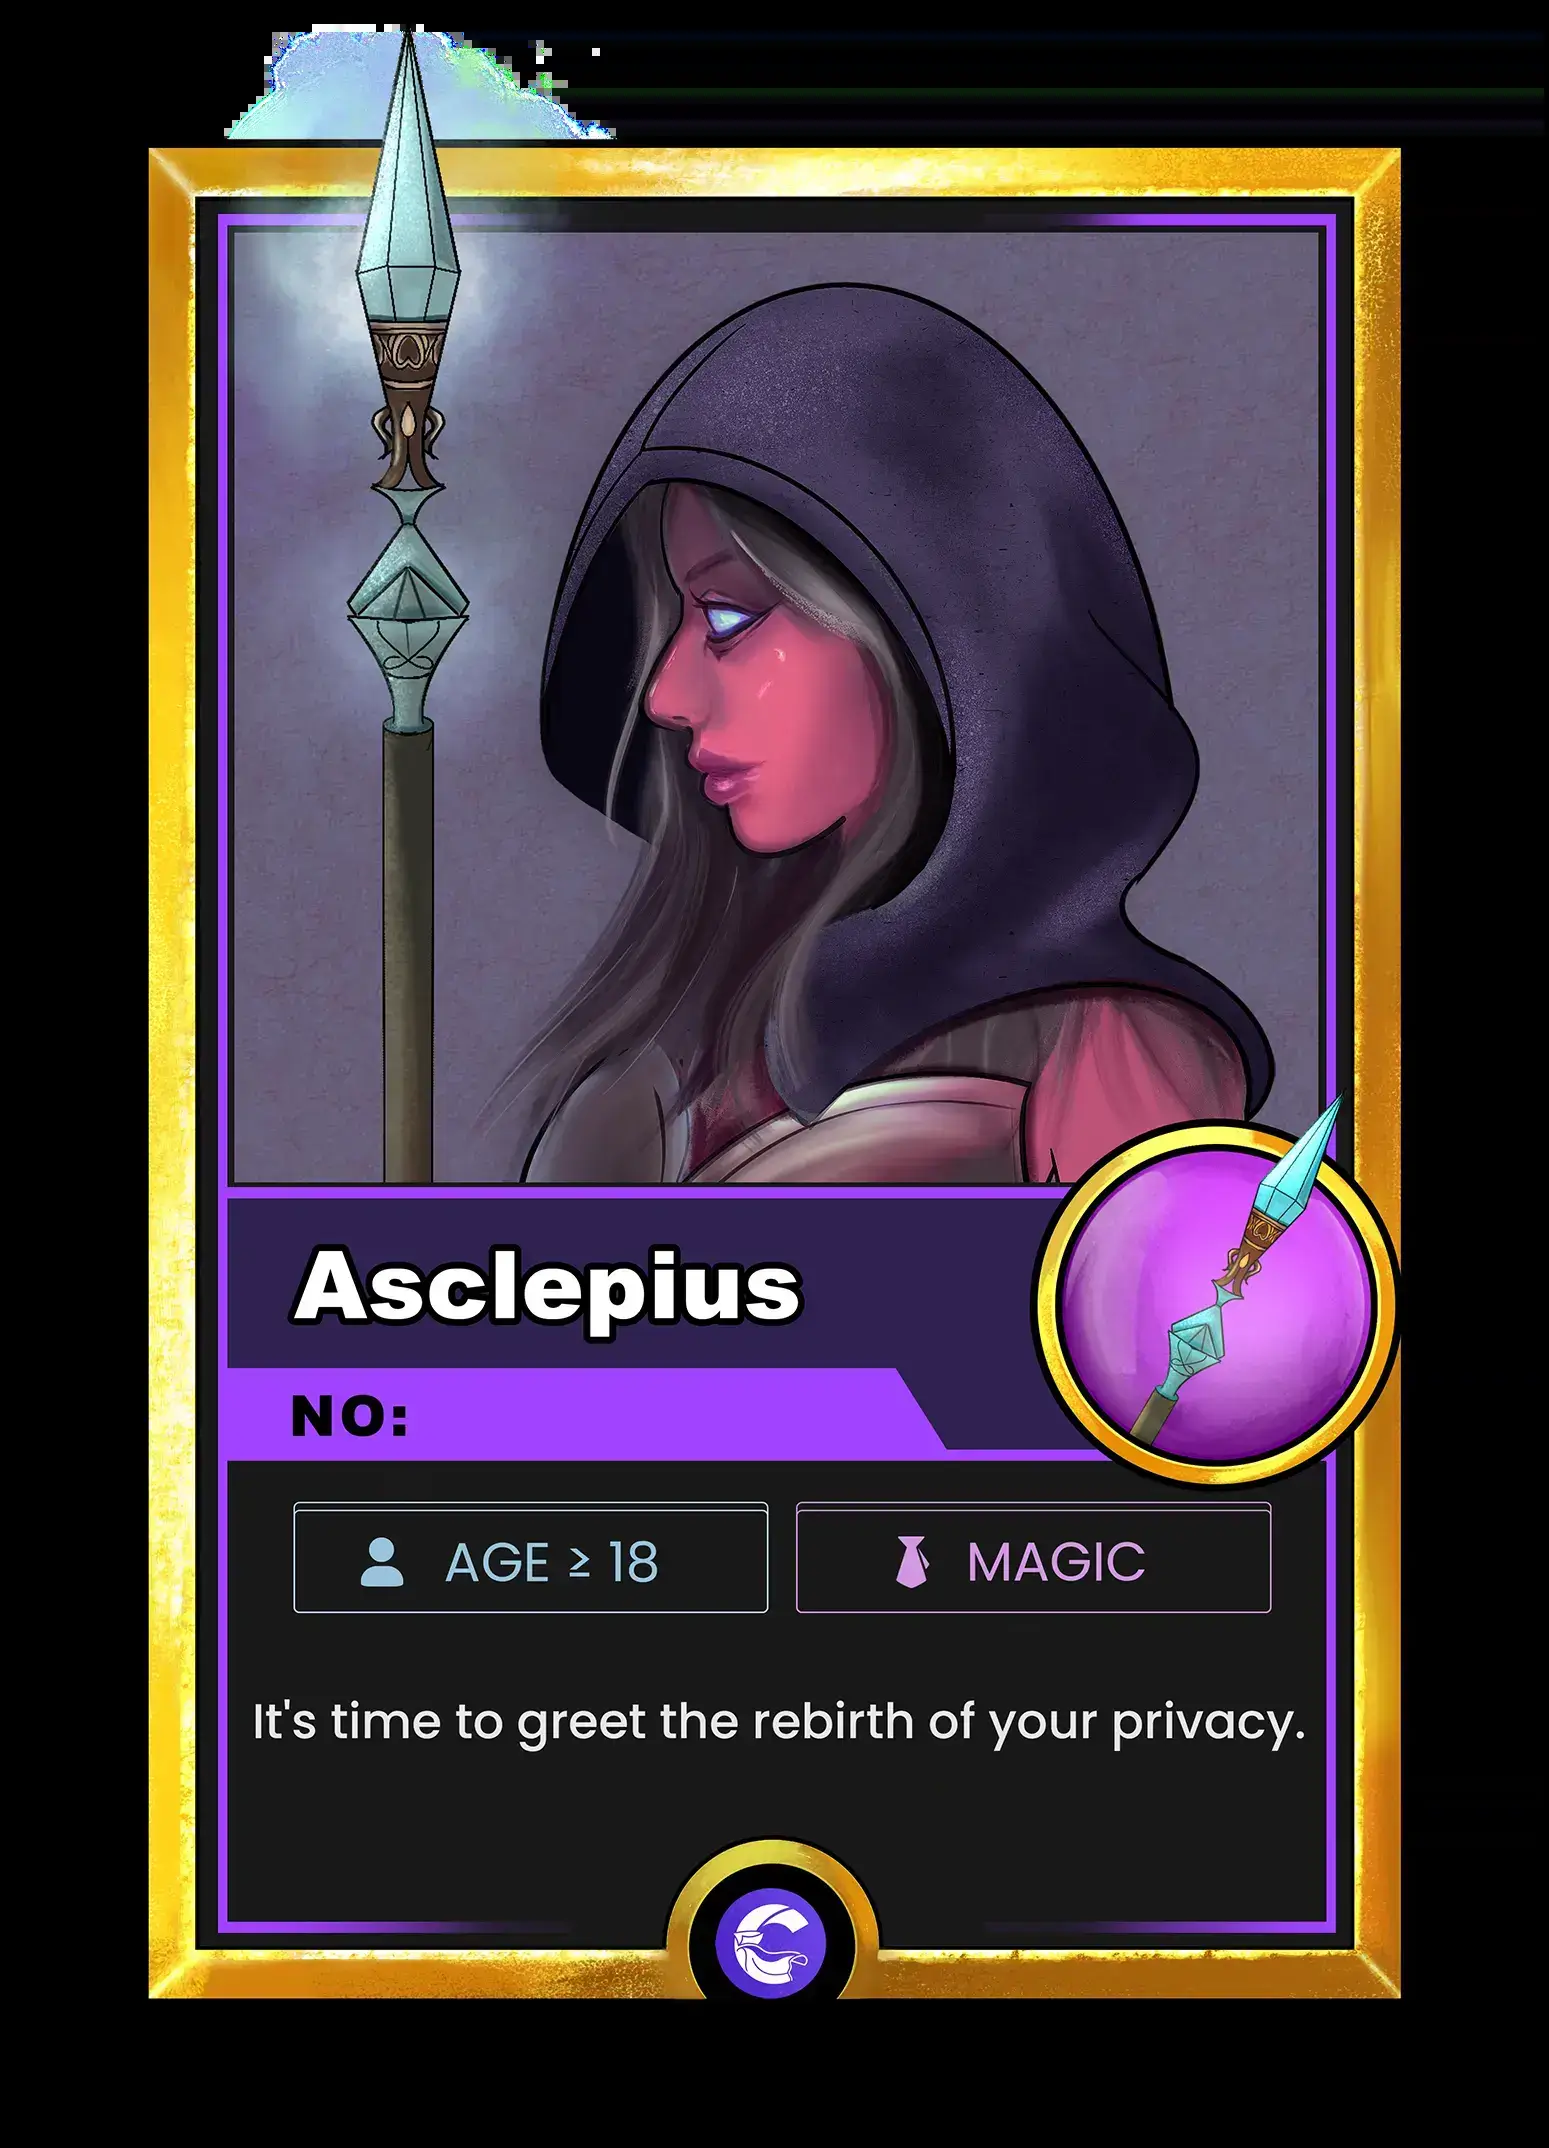 Asclepius
NO:
AGE ≥ 18
MAGIC
It's time to greet the rebirth of your privacy.